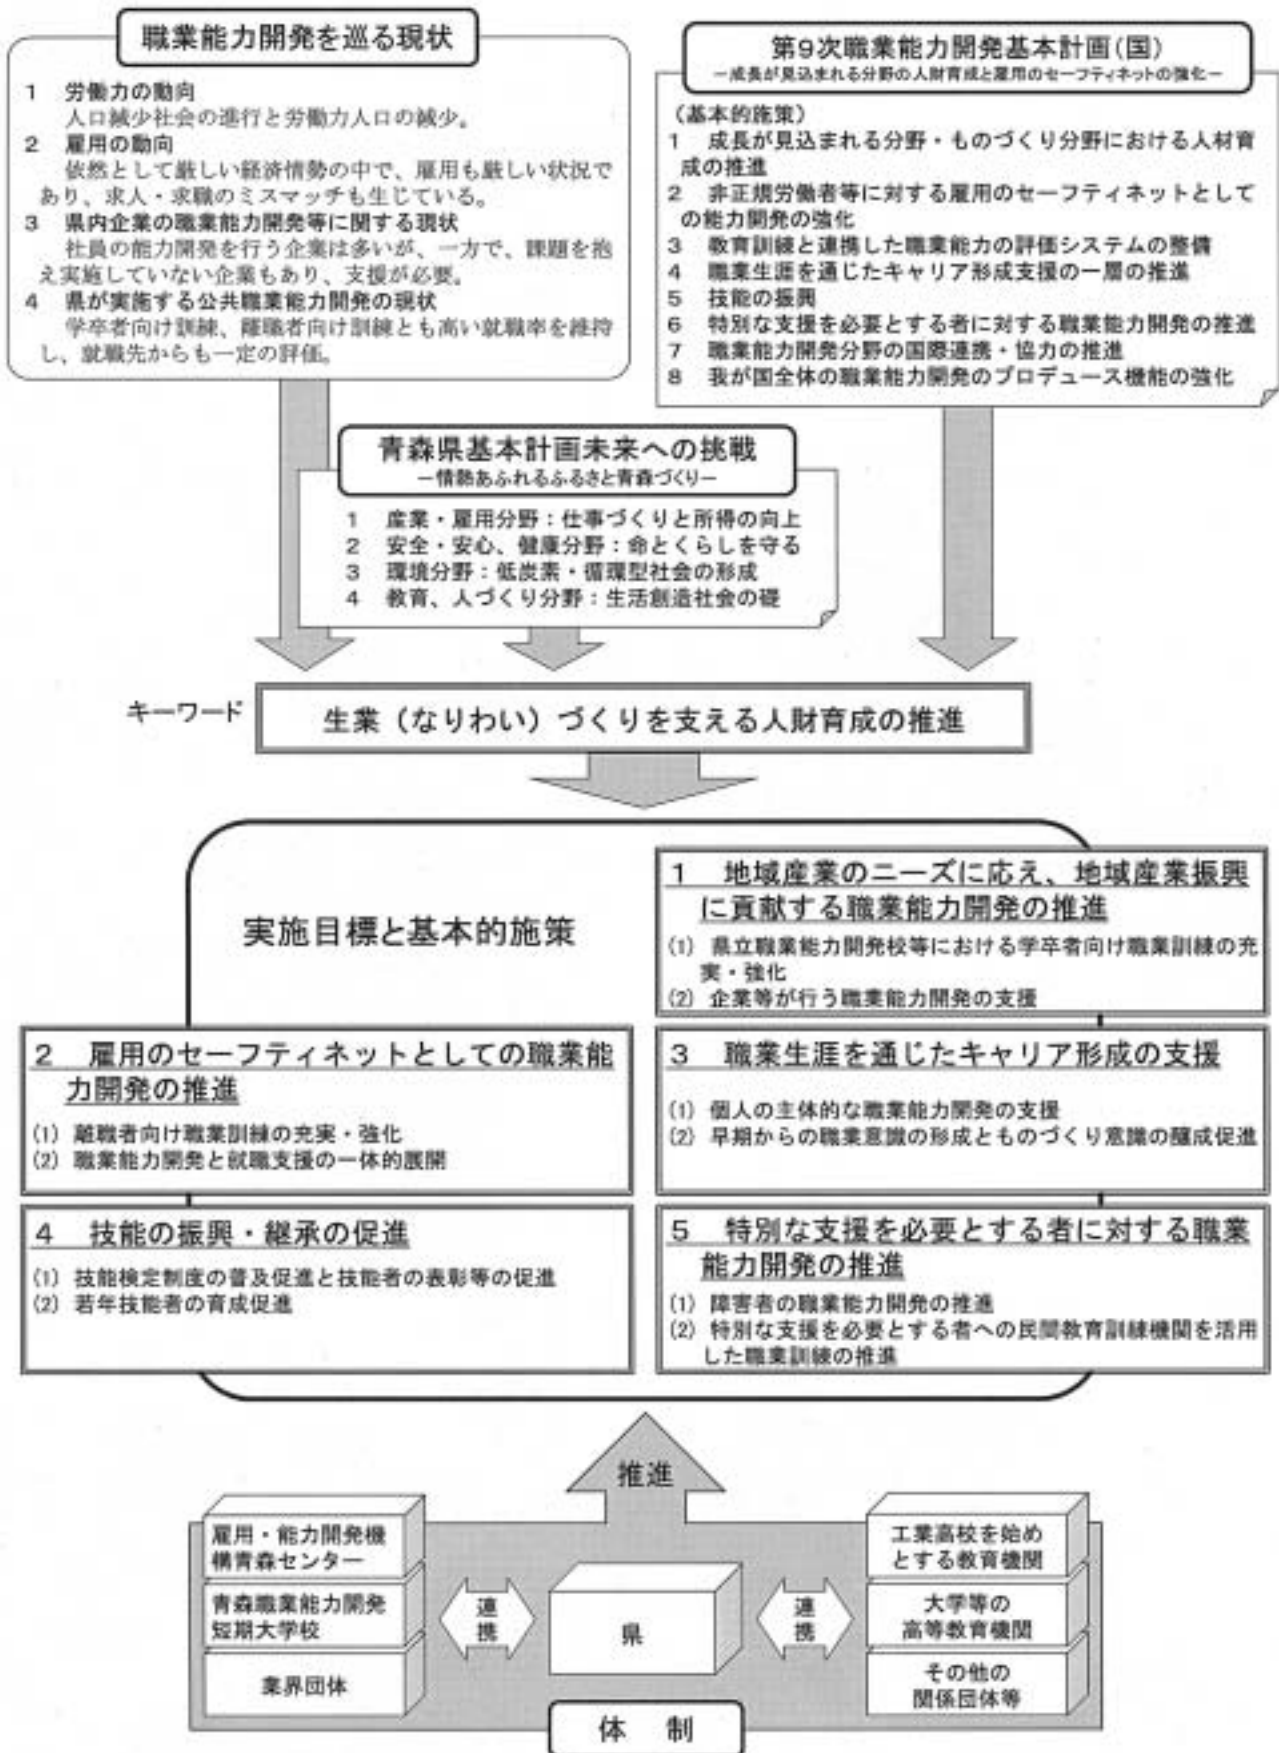 職業能力開発を巡る現状
1 労働力の動向
人口減少社会の進行と労働力人口の減少。
2 雇用の動向
依然として厳しい経済情勢の中で、雇用も厳しい状況で
あり、求人・求職のミスマッチも生じている。
3 県内企業の職業能力開発等に関する現状
社員の能力開発を行う企業は多いが、一方で、課題を抱
え実施していない企業もあり、支援が必要。
4 県が実施する公共職業能力開発の現状
学卒者向け訓練、離職者向け訓練とも高い就職率を維持
し、就職先からも一定の評価。
第9次職業能力開発基本計画(国)
-成長が見込まれる分野の人財育成と雇用のセーフティネットの強化-
(基本的施策)
1 成長が見込まれる分野・ものづくり分野における人材育
成の推進
2 非正規労働者等に対する雇用のセーフティネットとして
の能力開発の強化
3 教育訓練と連携した職業能力の評価システムの整備
4 職業生涯を通じたキャリア形成支援の一層の推進
5 技能の振興
6 特別な支援を必要とする者に対する職業能力開発の推進
7 職業能力開発分野の国際連携・協力の推進
8 我が国全体の職業能力開発のプロデュース機能の強化
青森県基本計画未来への挑戦
-情熱あふれるふるさと青森づくり-
1 産業・雇用分野:仕事づくりと所得の向上
2 安全・安心、健康分野:命とくらしを守る
3 環境分野:低炭素・循環型社会の形成
4 教育、人づくり分野:生活創造社会の礎
キーワード
生業(なりわい)づくりを支える人財育成の推進
実施目標と基本的施策
1 地域産業のニーズに応え、地域産業振興
に貢献する職業能力開発の推進
(1) 県立職業能力開発校等における学卒者向け職業訓練の充
実・強化
(2) 企業等が行う職業能力開発の支援
2 雇用のセーフティネットとしての職業能
力開発の推進
(1) 離職者向け職業訓練の充実・強化
(2) 職業能力開発と就職支援の一体的展開
3 職業生涯を通じたキャリア形成の支援
(1) 個人の主体的な職業能力開発の支援
(2) 早期からの職業意識の形成とものづくり意識の醸成促進
4 技能の振興・継承の促進
(1) 技能検定制度の普及促進と技能者の表彰等の促進
(2) 若年技能者の育成促進
5 特別な支援を必要とする者に対する職業
能力開発の推進
(1) 障害者の職業能力開発の推進
(2) 特別な支援を必要とする者への民間教育訓練機関を活用
した職業訓練の推進
推進
雇用・能力開発機
構青森センター
青森職業能力開発
短期大学校
業界団体
連
携
県
連
携
工業高校を始め
とする教育機関
大学等の
高等教育機関
その他の
関係団体等
体 制